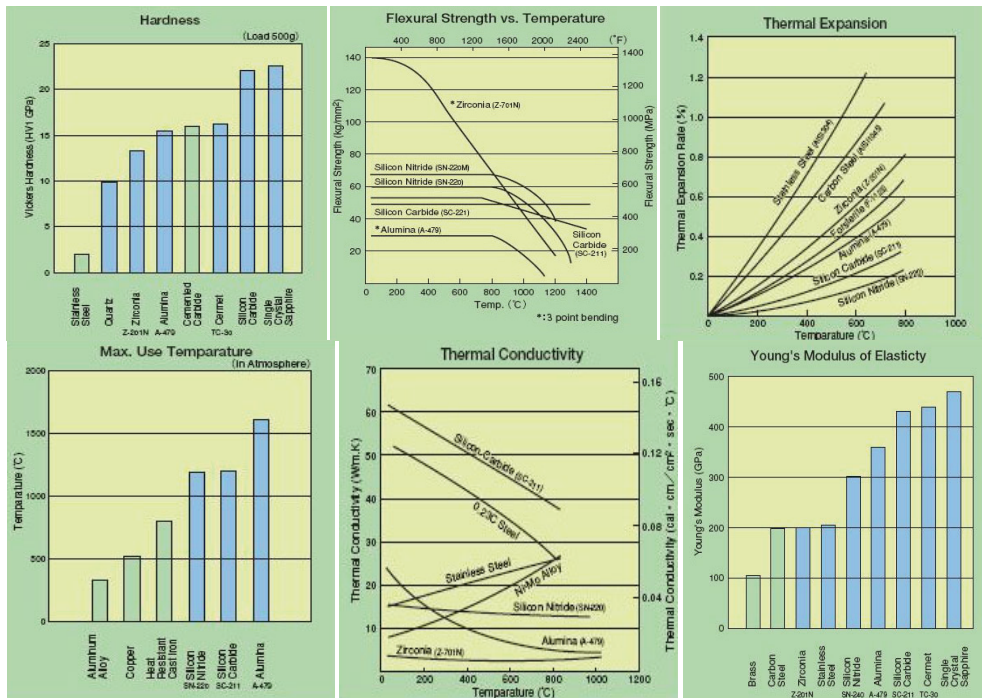 Hardness
(Load 500g)
Vickers Hardness (HV1 GPa)
25
20
15
10
5
0
Stainless Steel
Quartz
Zirconia
Z-201N
Alumina
A-479
Cemented Carbide
Cermet
TC-30
Silicon Carbide
Single Crystal Sapphire
Flexural Strength vs. Temperature
400 800 1200 1600 2000 2400 (°F)
Flexural Strength (kg/mm²)
140
120
100
80
60
40
20
1400
1200
1000
800
600
400
200
Flexural Strength (MPa)
*Zirconia (Z-701N)
Silicon Nitride (SN-220M)
Silicon Nitride (SN-220)
Silicon Carbide (SC-221)
*Alumina (A-479)
Silicon
Carbide
(SC-211)
0 200 400 600 800 1000 1200 1400
Temp. (°C)
*:3 point bending
Thermal Expansion
Thermal Expansion Rate (%)
1.4
1.2
1.0
0.8
0.6
0.4
0.2
Stainless Steel (AISI304)
Carbon Steel (AISI1045)
Zirconia (Z-201N)
Forsterite (F-1123)
Alumina (A-479)
Silicon Carbide (SC-211)
Silicon Nitride (SN-220)
0 200 400 600 800 1000
Temparature (°C)
Max. Use Temparature
(In Atmosphere)
Temparature (°C)
2000
1500
1000
500
0
Aluminum Alloy
Copper
Heat Resistant Cast Iron
Silicon Nitride
SN-220
Silicon Carbide
SC-211
Alumina
A-479
Thermal Conductivity
Thermal Conductivity (W/m.K)
70
60
50
40
30
20
10
0.16
0.12
0.08
0.04
Thermal Conductivity (cal・cm/cm²・sec・°C)
Silicon Carbide (SC-211)
0.23C Steel
Stainless Steel
Ni-Mo Alloy
Silicon Nitride (SN-220)
Alumina (A-479)
Zirconia (Z-701N)
0 200 400 600 800 1000
Temparature (°C)
Young's Modulus of Elasticty
Young's Modulus (GPa)
500
400
300
200
100
0
Brass
Carbon Steel
Zirconia
Z-201N
Stainless Steel
Silicon Nitride
SN-240
Alumina
A-479
Silicon Carbide
SC-211
Cermet
TC-30
Single Crystal Sapphire